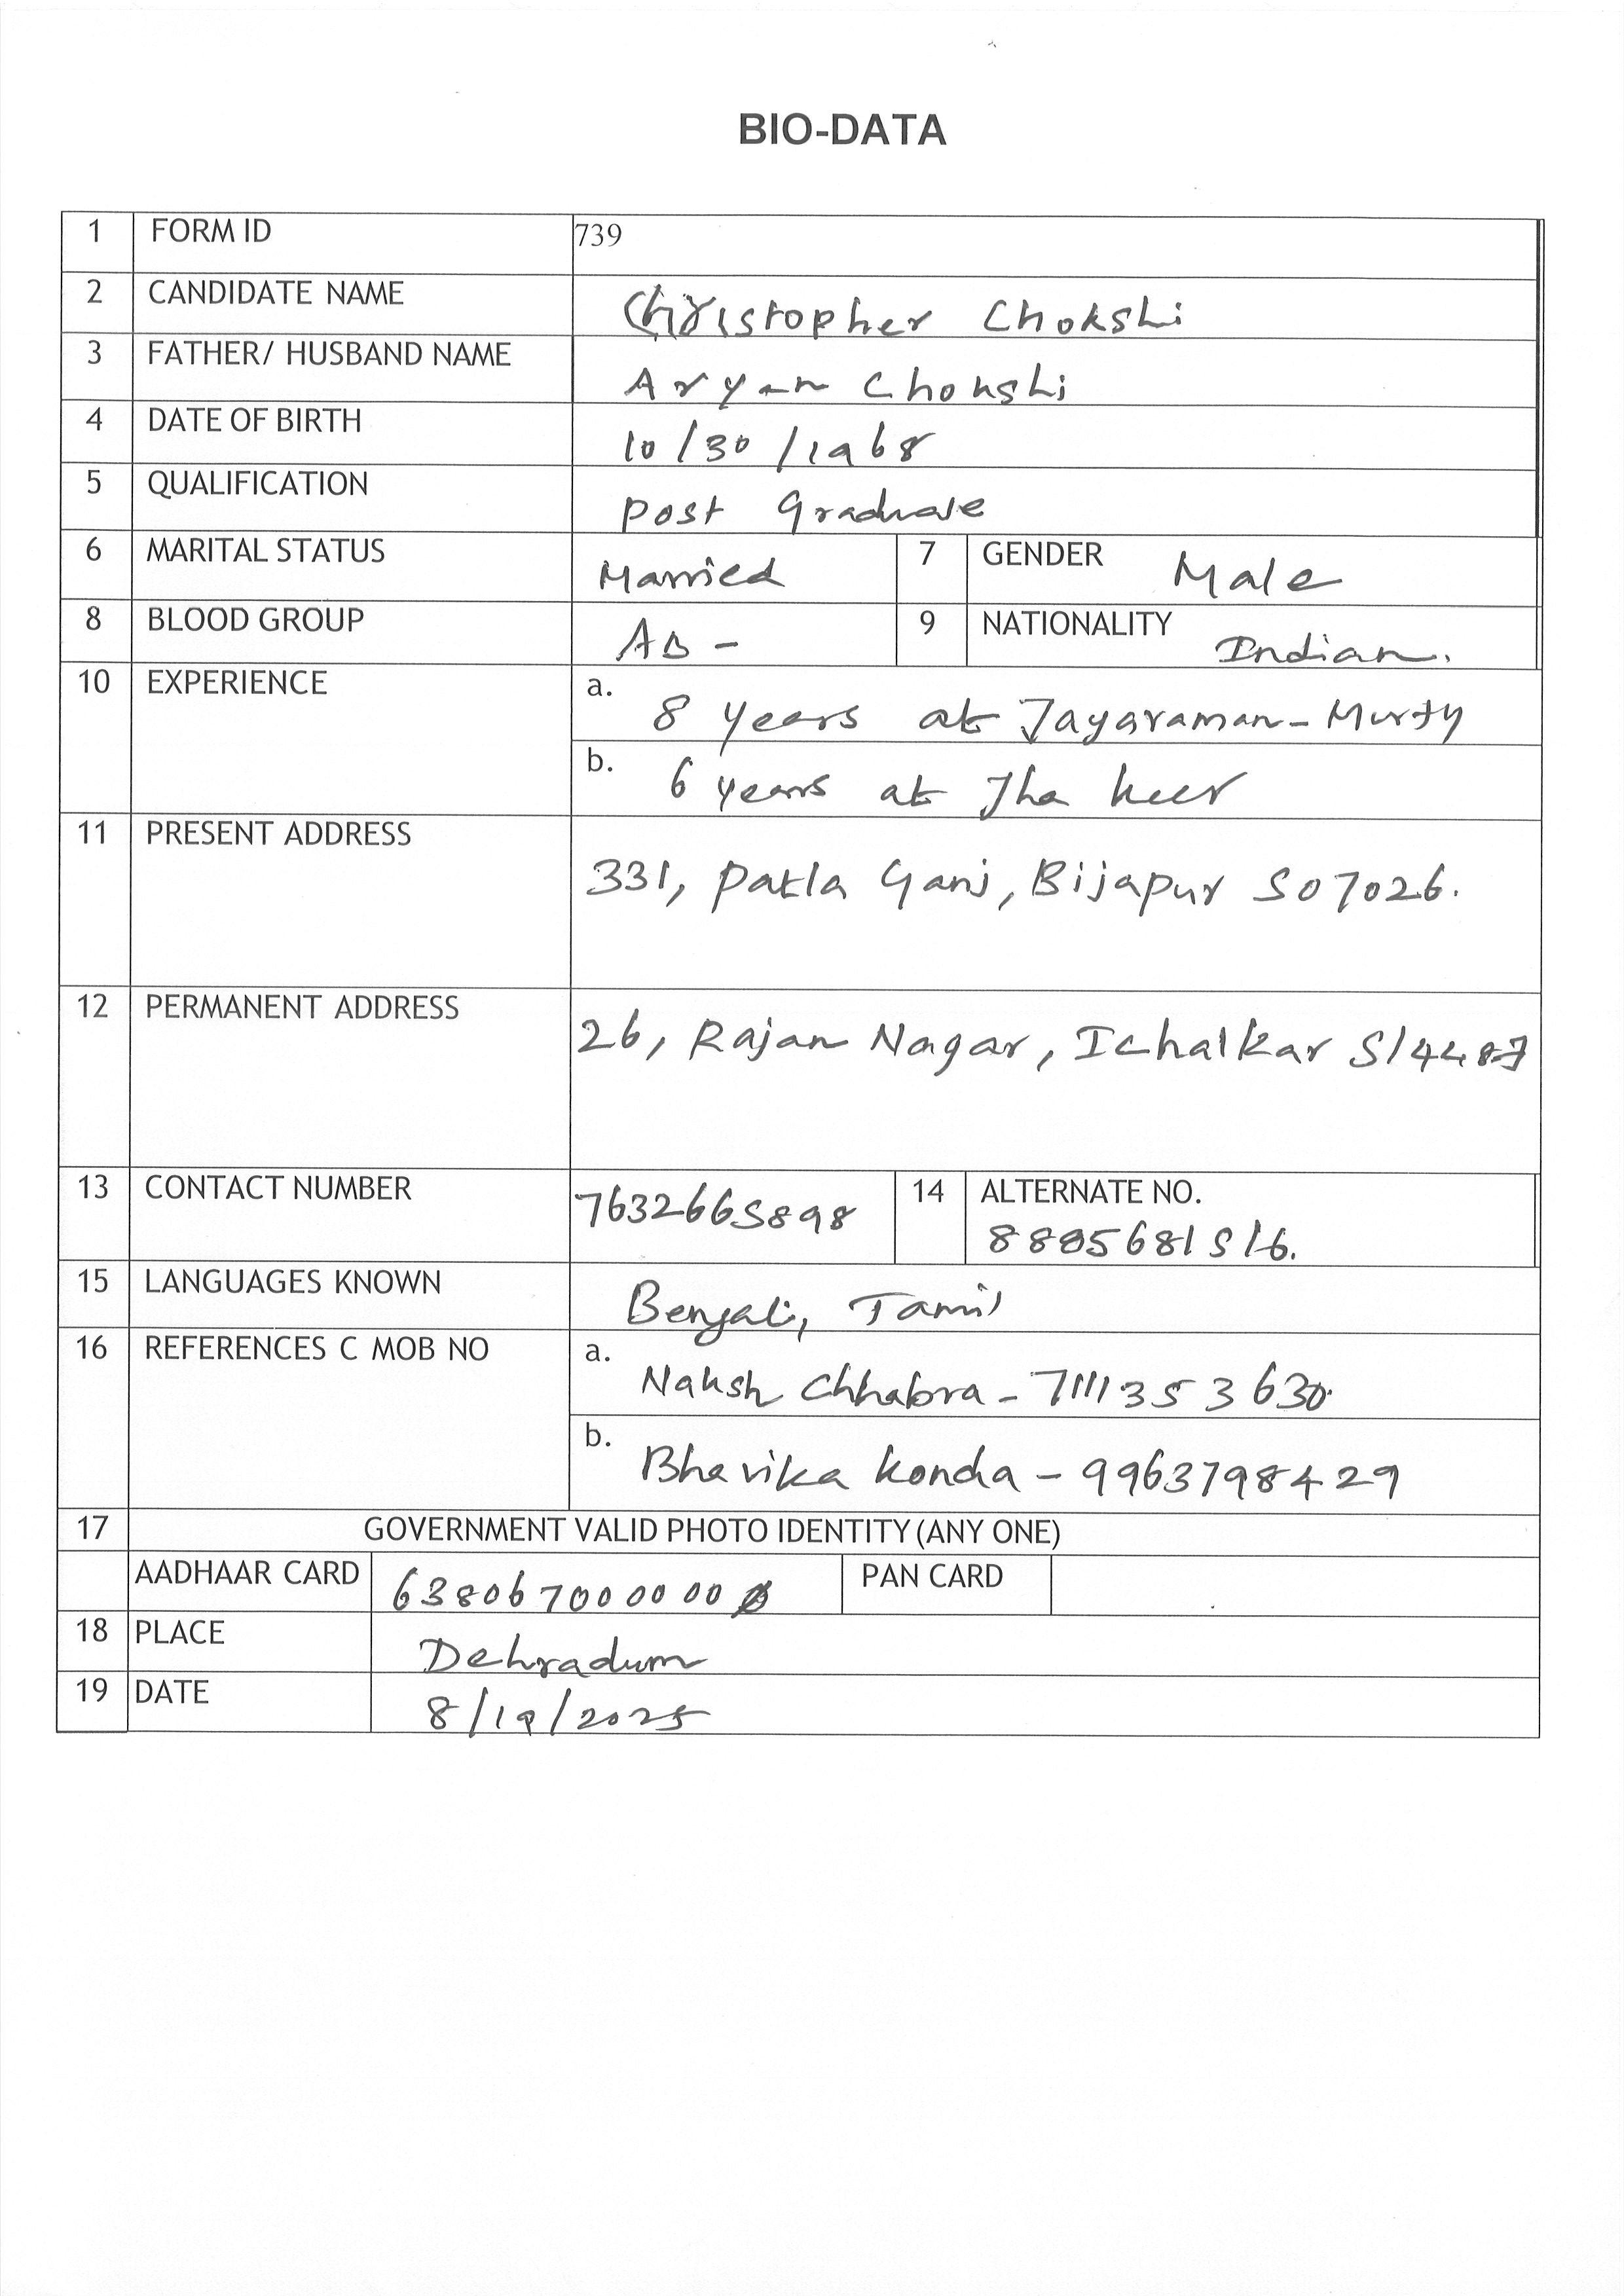 BIO-DATA
1 FORM ID 739
2 CANDIDATE NAME Christopher Chokshi
3 FATHER/ HUSBAND NAME Aryan Chokshi
4 DATE OF BIRTH 10/30/1968
5 QUALIFICATION Post Graduate
6 MARITAL STATUS Married 7 GENDER Male
8 BLOOD GROUP AB - 9 NATIONALITY Indian.
10 EXPERIENCE a. 8 years at Jayaraman-Murty
b. 6 years at Jha Keer
11 PRESENT ADDRESS
331, Patla Ganj, Bijapur 507026.
12 PERMANENT ADDRESS
26, Rajan Nagar, Ichalkar
13 CONTACT NUMBER 7632665898 14 ALTERNATE NO.
8805681516.
15 LANGUAGES KNOWN Bengali, Tamil
16 REFERENCES C MOB NO a. Naksh Chhabra - 7111353630
b. Bhavika Konda - 9963798429
17 GOVERNMENT VALID PHOTO IDENTITY (ANY ONE)
AADHAAR CARD 638067000000 PAN CARD
18 PLACE Dehradum
19 DATE 8/19/2025